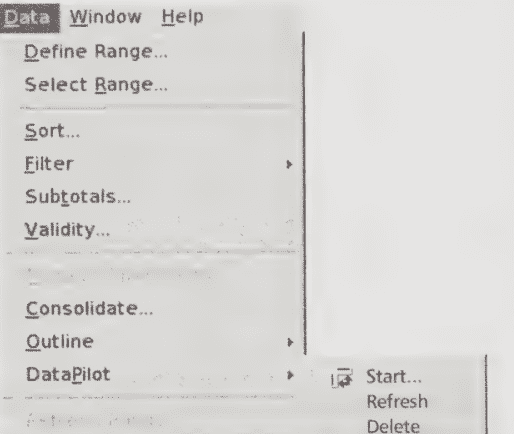 Data Window Help
Define Range...
Select Range...
Sort...
Filter
Subtotals...
Validity...
Consolidate...
Outline
DataPilot
Start...
Refresh
Delete